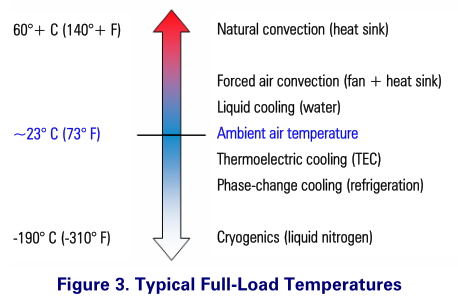 60°+ C (140°+ F) Natural convection (heat sink)
Forced air convection (fan + heat sink)
Liquid cooling (water)
~23° C (73° F) Ambient air temperature
Thermoelectric cooling (TEC)
Phase-change cooling (refrigeration)
-190° C (-310° F) Cryogenics (liquid nitrogen)
Figure 3. Typical Full-Load Temperatures